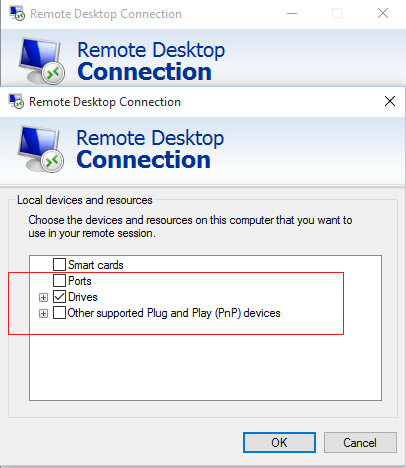 Remote Desktop Connection
Remote Desktop
Connection
Remote Desktop Connection
Remote Desktop
Connection
Local devices and resources
Choose the devices and resources on this computer that you want to
use in your remote session.
Smart cards
Ports
Drives
Other supported Plug and Play (PnP) devices
OK Cancel